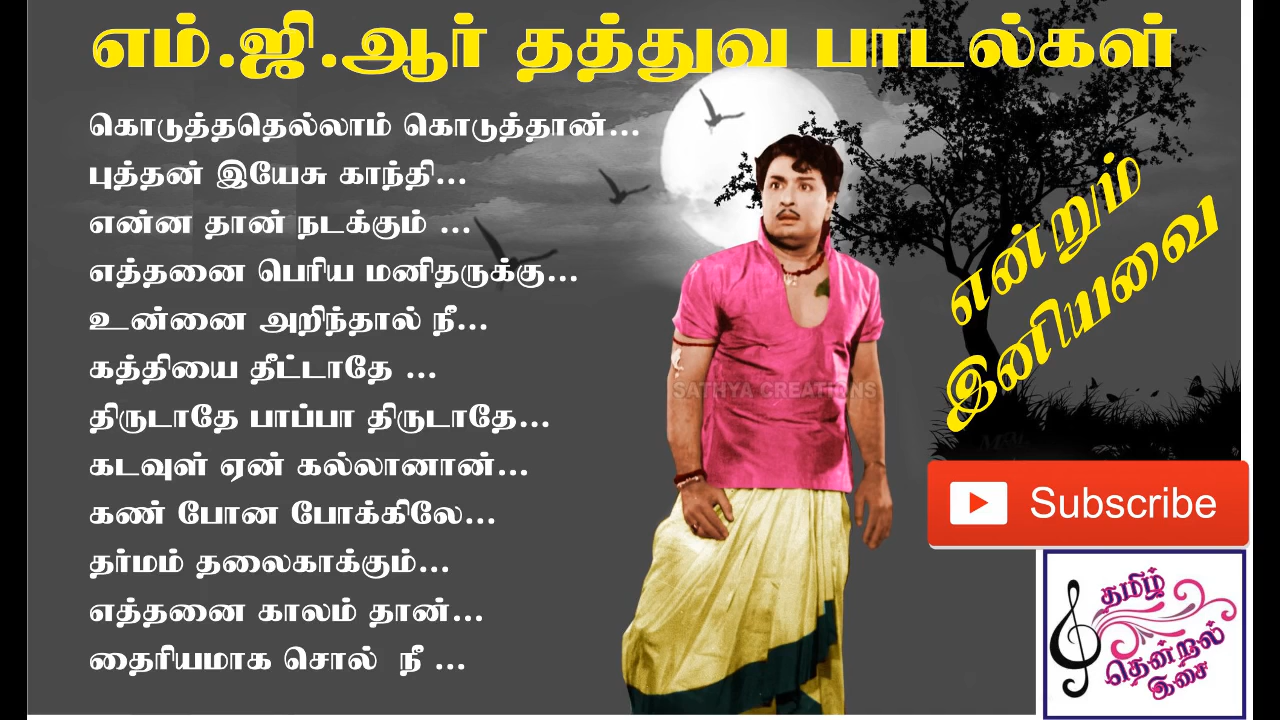 எம்.ஜி.ஆர் தத்துவ பாடல்கள்
கொடுத்ததெல்லாம் கொடுத்தான்...
புத்தன் இயேசு காந்தி...
என்ன தான் நடக்கும் ...
எத்தனை பெரிய மனிதருக்கு...
உன்னை அறிந்தால் நீ...
கத்தியை தீட்டாதே ...
திருடாதே பாப்பா திருடாதே...
கடவுள் ஏன் கல்லானான்...
கண் போன போக்கிலே...
தர்மம் தலைகாக்கும்...
எத்தனை காலம் தான்...
தைரியமாக சொல் நீ ...
என்றும்
இனியவை
SATHYA CREATIONS
Subscribe
தமிழ்
தென்றல்
இசை